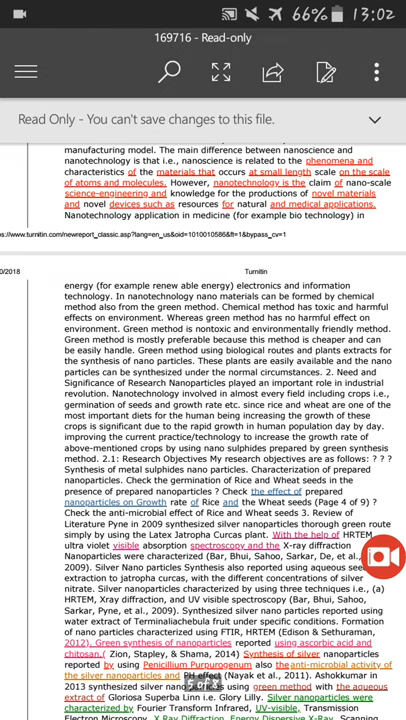 66% 13:02
169716 - Read-only
Read Only - You can't save changes to this file.
manufacturing model. The main difference between nanoscience and
nanotechnology is that i.e., nanoscience is related to the phenomena and
characteristics of the materials that occurs at small length scale on the scale
of atoms and molecules. However, nanotechnology is the claim of nano-scale
science-engineering and knowledge for the productions of novel materials
and novel devices such as resources for natural and medical applications.
Nanotechnology application in medicine (for example bio technology) in
s://www.turnitin.com/newreport_classic.asp?lang=en_us&oid=1010010586&ft=1&bypass_cv=1
0/2018 Turnitin
energy (for example renew able energy) electronics and information
technology. In nanotechnology nano materials can be formed by chemical
method also from the green method. Chemical method has toxic and harmful
effects on environment. Whereas green method has no harmful effect on
environment. Green method is nontoxic and environmentally friendly method.
Green method is mostly preferable because this method is cheaper and can
be easily handle. Green method using biological routes and plants extracts for
the synthesis of nano particles. These plants are easily available and the nano
particles can be synthesized under the normal circumstances. 2. Need and
Significance of Research Nanoparticles played an important role in industrial
revolution. Nanotechnology involved in almost every field including crops i.e.,
germination of seeds and growth rate etc. since rice and wheat are one of the
most important diets for the human being increasing the growth of these
crops is significant due to the rapid growth in human population day by day.
improving the current practice/technology to increase the growth rate of
above-mentioned crops by using nano sulphides prepared by green synthesis
method. 2.1: Research Objectives My research objectives are as follows: ? ? ?
Synthesis of metal sulphides nano particles. Characterization of prepared
nanoparticles. Check the germination of Rice and Wheat seeds in the
presence of prepared nanoparticles ? Check the effect of prepared
nanoparticles on Growth rate of Rice and the Wheat seeds (Page 4 of 9) ?
Check the anti-microbial effect of Rice and Wheat seeds 3. Review of
Literature Pyne in 2009 synthesized silver nanoparticles thorough green route
simply by using the Latex Jatropha Curcas plant. With the help of HRTEM,
ultra violet visible absorption spectroscopy and the X-ray diffraction
Nanoparticles were characterized (Bar, Bhui, Sahoo, Sarkar, De, et al.,
2009). Silver Nano particles Synthesis also reported using aqueous seed
extraction to jatropha curcas, with the different concentrations of silver
nitrate. Silver nanoparticles characterized by using three techniques i.e., (a)
HRTEM, Xray diffraction, and UV visible spectroscopy (Bar, Bhui, Sahoo,
Sarkar, Pyne, et al., 2009). Synthesized silver nano particles reported using
water extract of Terminaliachebula fruit under specific conditions. Formation
of nano particles characterized using FTIR, HRTEM (Edison & Sethuraman,
2012). Green synthesis of nanoparticles reported using ascorbic acid and
chitosan.( Zion, Stapley, & Shama, 2014) Synthesis of silver nanoparticles
reported by using Penicillium Purpurogenum also the anti-microbial activity of
the silver nanoparticles and PH effect (Nayak et al., 2011). Ashokkumar in
2013 synthesized silver nano using green method with the aqueous
extract of Gloriosa Superba Linn i.e. Glory Lilly. Silver nanoparticles were
characterized by Fourier Transform Infrared, UV-visible, Transmission
Electron Microscopy, X Ray Diffraction, Energy Dispersive X-Ray, Scanning